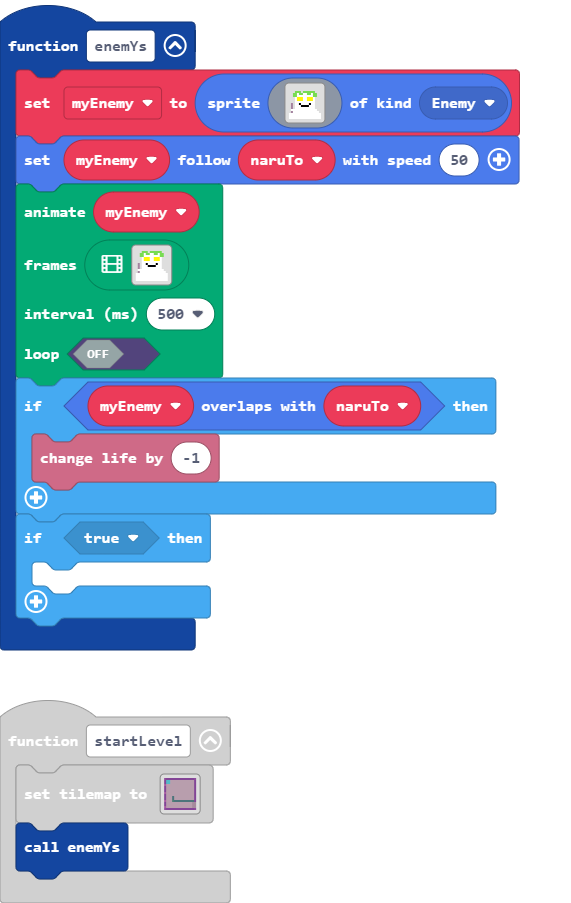 function enemYs
set myEnemy to sprite of kind Enemy
set myEnemy follow naruTo with speed 50
animate myEnemy
frames
interval (ms) 500
loop OFF
if myEnemy overlaps with naruTo then
change life by -1
if true then
function startLevel
set tilemap to
call enemYs